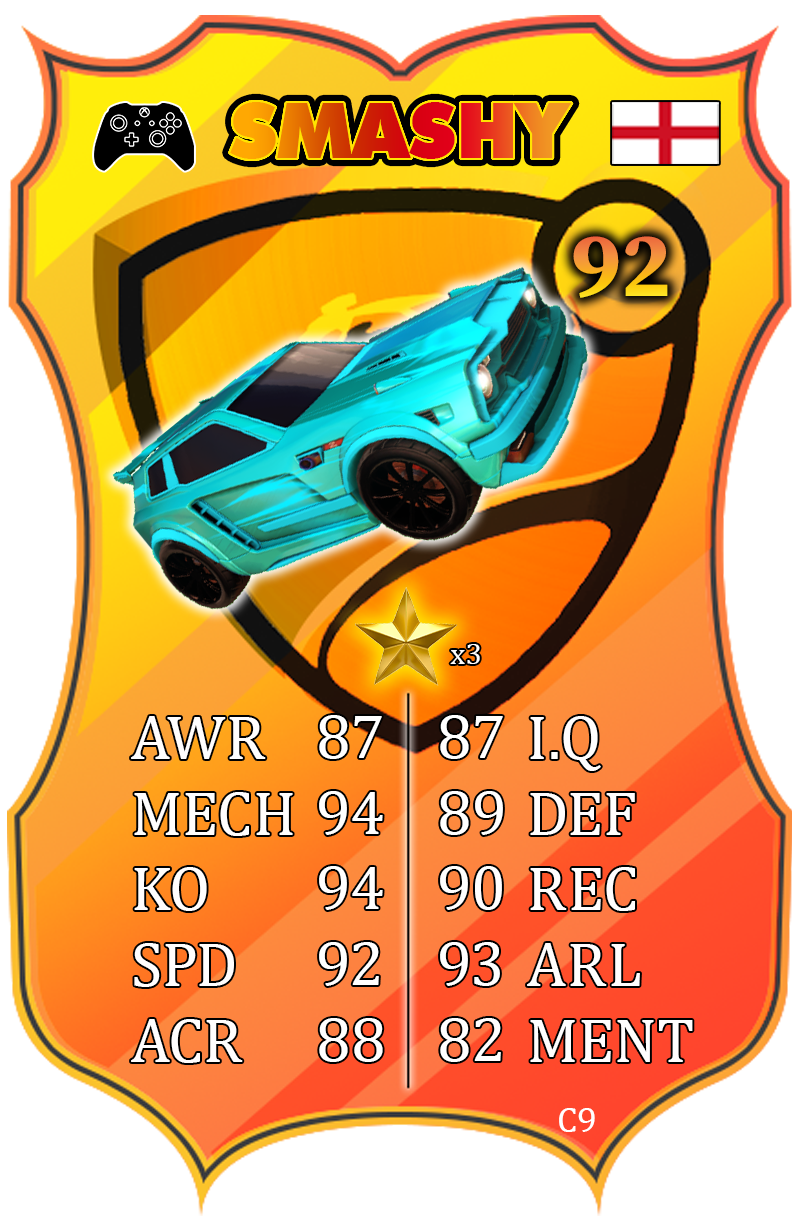 SMASHY
92
x3
AWR 87 87 I.Q
MECH 94 89 DEF
KO 94 90 REC
SPD 92 93 ARL
ACR 88 82 MENT
C9